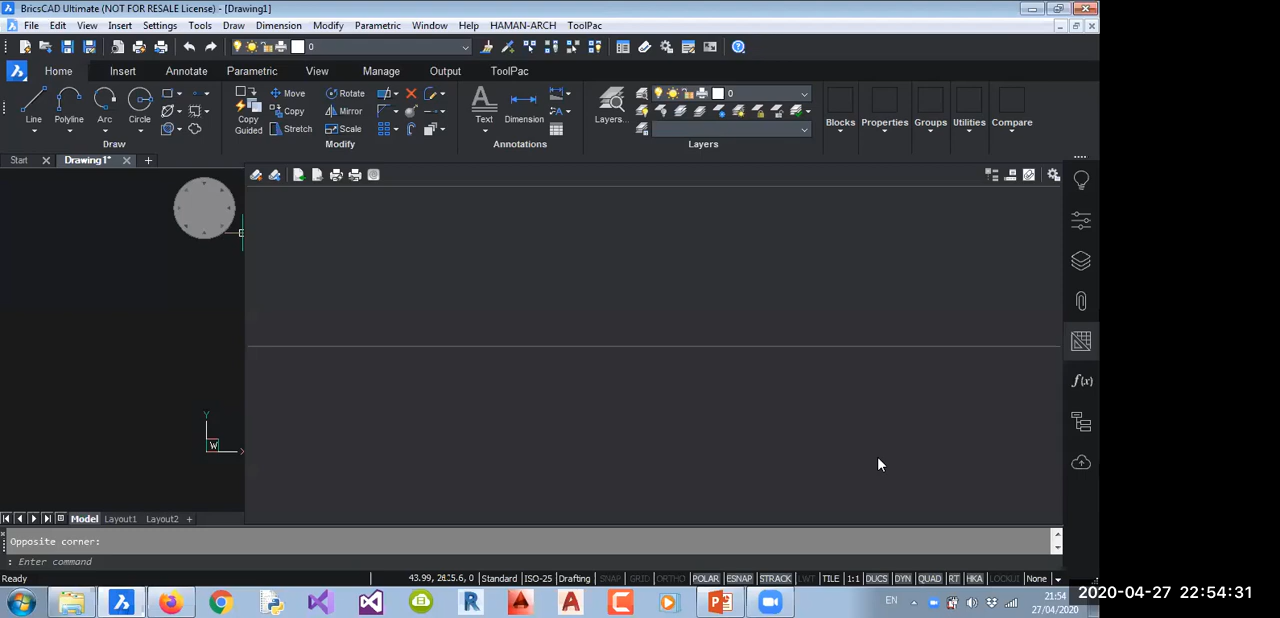 BricsCAD Ultimate (NOT FOR RESALE License) - [Drawing1]
File Edit View Insert Settings Tools Draw Dimension Modify Parametric Window Help HAMAN-ARCH ToolPac
0
Home Insert Annotate Parametric View Manage Output ToolPac
Line Polyline Arc Circle
Copy Guided
Move Rotate
Copy Mirror
Stretch Scale
Text Dimension
Layers...
0
Blocks Properties Groups Utilities Compare
Draw Modify Annotations Layers
Start Drawing1*
Y
W
X
Model Layout1 Layout2
Opposite corner:
: Enter command
Ready Standard ISO-25 Drafting SNAP GRID ORTHO POLAR ESNAP STRACK LWT TILE 1:1 DUCS DYN QUAD RT HKA LOCKUI None
EN
21:54
27/04/2020
2020-04-27 22:54:31